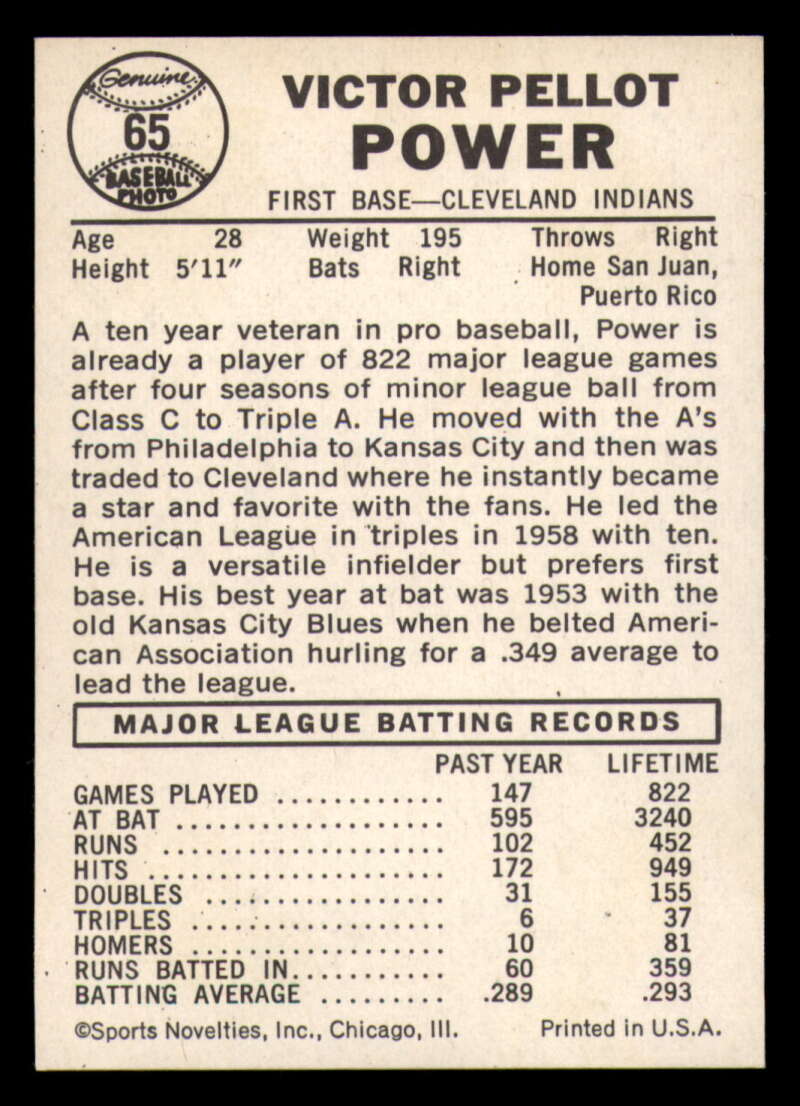 Genuine
65
BASEBALL
PHOTO
VICTOR PELLOT
POWER
FIRST BASE—CLEVELAND INDIANS
Age 28 Weight 195 Throws Right
Height 5'11" Bats Right Home San Juan,
Puerto Rico
A ten year veteran in pro baseball, Power is
already a player of 822 major league games
after four seasons of minor league ball from
Class C to Triple A. He moved with the A's
from Philadelphia to Kansas City and then was
traded to Cleveland where he instantly became
a star and favorite with the fans. He led the
American League in triples in 1958 with ten.
He is a versatile infielder but prefers first
base. His best year at bat was 1953 with the
old Kansas City Blues when he belted Ameri-
can Association hurling for a .349 average to
lead the league.
MAJOR LEAGUE BATTING RECORDS
PAST YEAR LIFETIME
GAMES PLAYED ............ 147 822
AT BAT ................... 595 3240
RUNS .................... 102 452
HITS ..................... 172 949
DOUBLES ................. 31 155
TRIPLES .................. 6 37
HOMERS .................. 10 81
RUNS BATTED IN........... 60 359
BATTING AVERAGE ......... .289 .293
©Sports Novelties, Inc., Chicago, Ill. Printed in U.S.A.